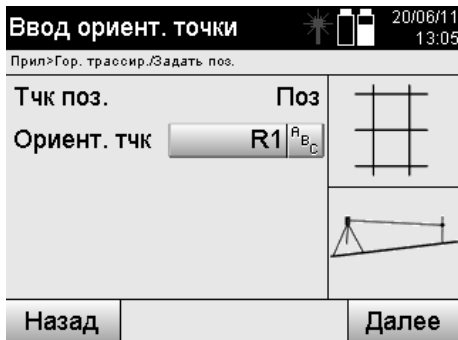 Ввод ориент. точки
20/06/11
13:05
Прил>Гор. трассир./Задать поз.
Тчк поз. Поз
Ориент. тчк R1 ABC
Назад Далее